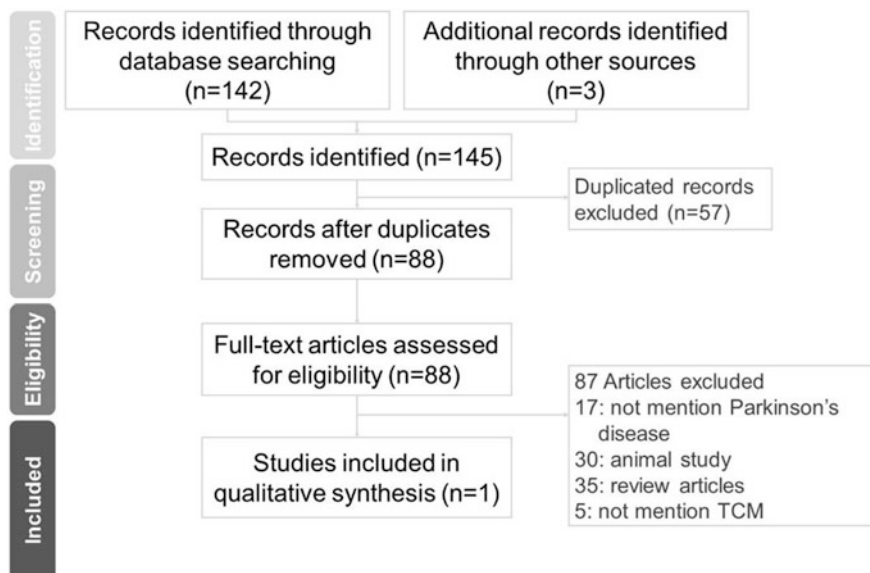 Identification
Records identified through
database searching
(n=142)
Additional records identified
through other sources
(n=3)
Records identified (n=145)
Screening
Duplicated records
excluded (n=57)
Records after duplicates
removed (n=88)
Eligibility
Full-text articles assessed
for eligibility (n=88)
87 Articles excluded
17: not mention Parkinson's
disease
30: animal study
35: review articles
5: not mention TCM
Included
Studies included in
qualitative synthesis (n=1)